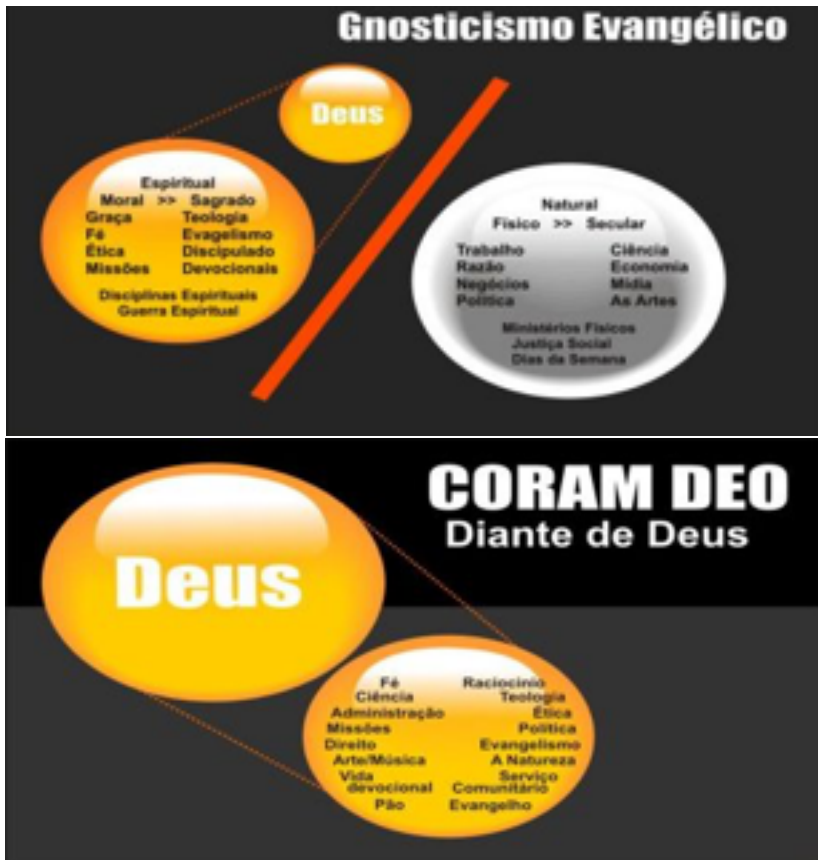 Gnosticismo Evangélico
Deus
Espiritual
Moral >> Sagrado
Graça Teologia
Fé Evagelismo
Ética Discipulado
Missões Devocionais
Disciplinas Espirituais
Guerra Espiritual
Natural
Físico >> Secular
Trabalho Ciência
Razão Economia
Negócios Mídia
Política As Artes
Ministérios Físicos
Justiça Social
Dias da Semana
CORAM DEO
Diante de Deus
Deus
Fé Raciocínio
Ciência Teologia
Administração Ética
Missões Política
Direito Evangelismo
Arte/Música A Natureza
Vida Serviço
devocional Comunitário
Pão Evangelho